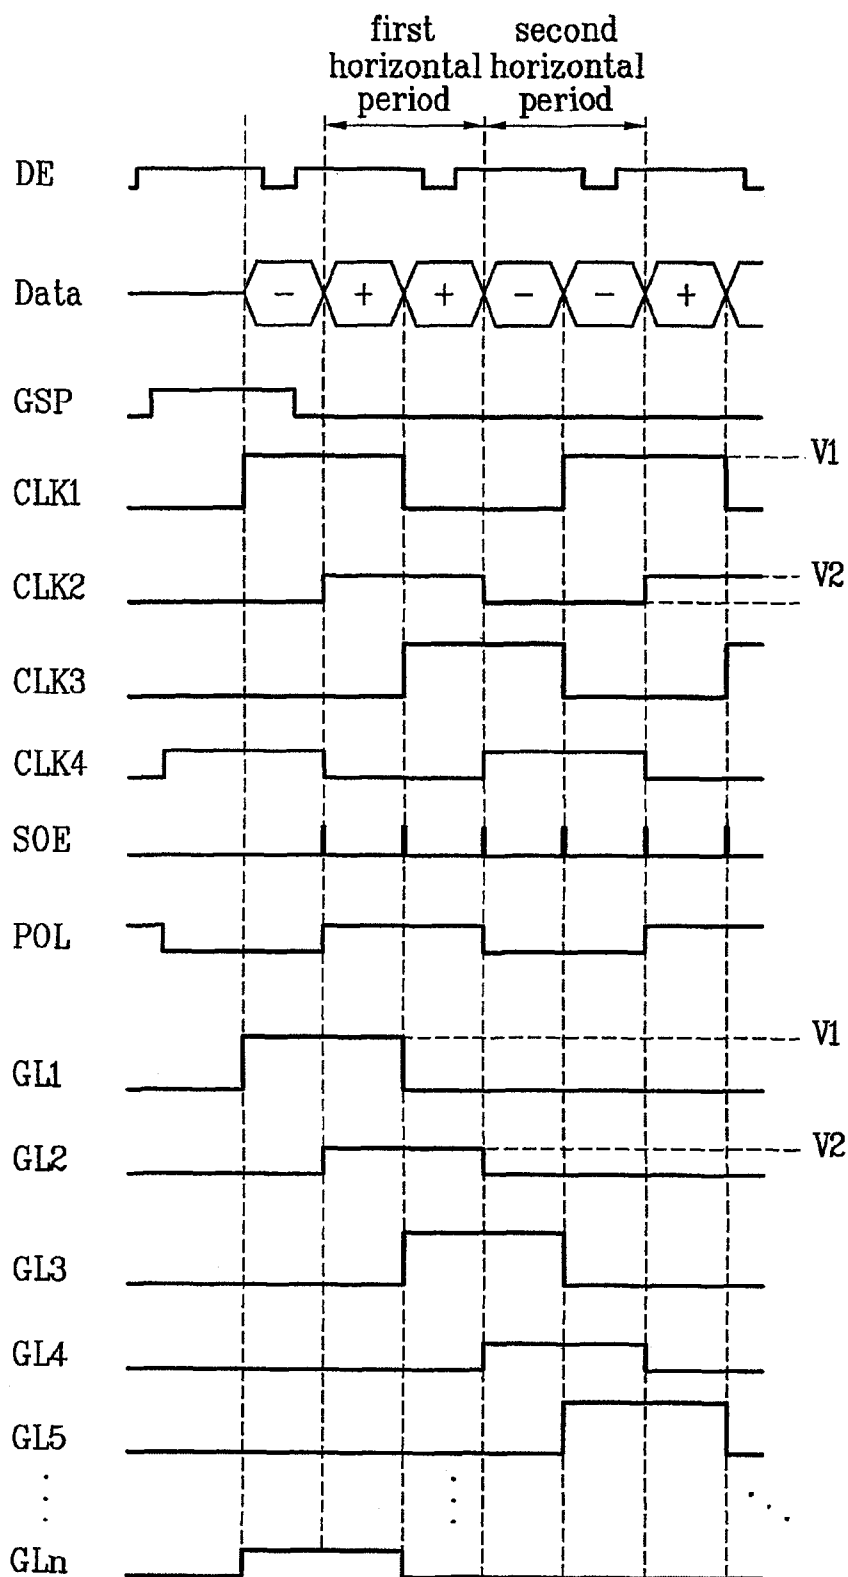 first second
horizontal horizontal
period period
DE
Data - + + - - +
GSP
V1
CLK1
CLK2 V2
CLK3
CLK4
SOE
POL
V1
GL1
GL2 V2
GL3
GL4
GL5
GLn